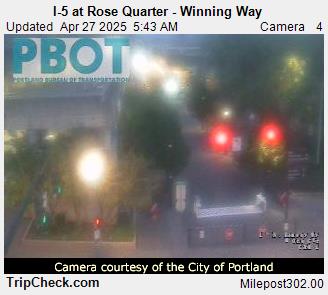 I-5 at Rose Quarter - Winning Way
Updated Apr 27 2025 5:43 AM Camera 4
PBOT
PORTLAND BUREAU OF TRANSPORTATION
Camera courtesy of the City of Portland
TripCheck.com Milepost302.00